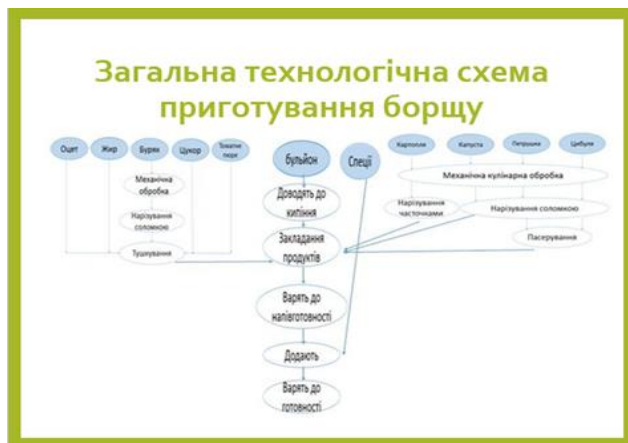 Загальна технологічна схема
приготування борщу
Оцет
Жир
Буряк
Цукор
Томатне
пюре
бульйон
Спеції
Картопля
Капуста
Петрушка
Цибуля
Механічна
обробка
Нарізування
соломкою
Тушкування
Доводять до
кипіння
Закладання
продуктів
Варять до
напівготовності
Додають
Варять до
готовності
Механічна кулінарна обробка
Нарізування
часточками
Нарізування соломкою
Пасерування